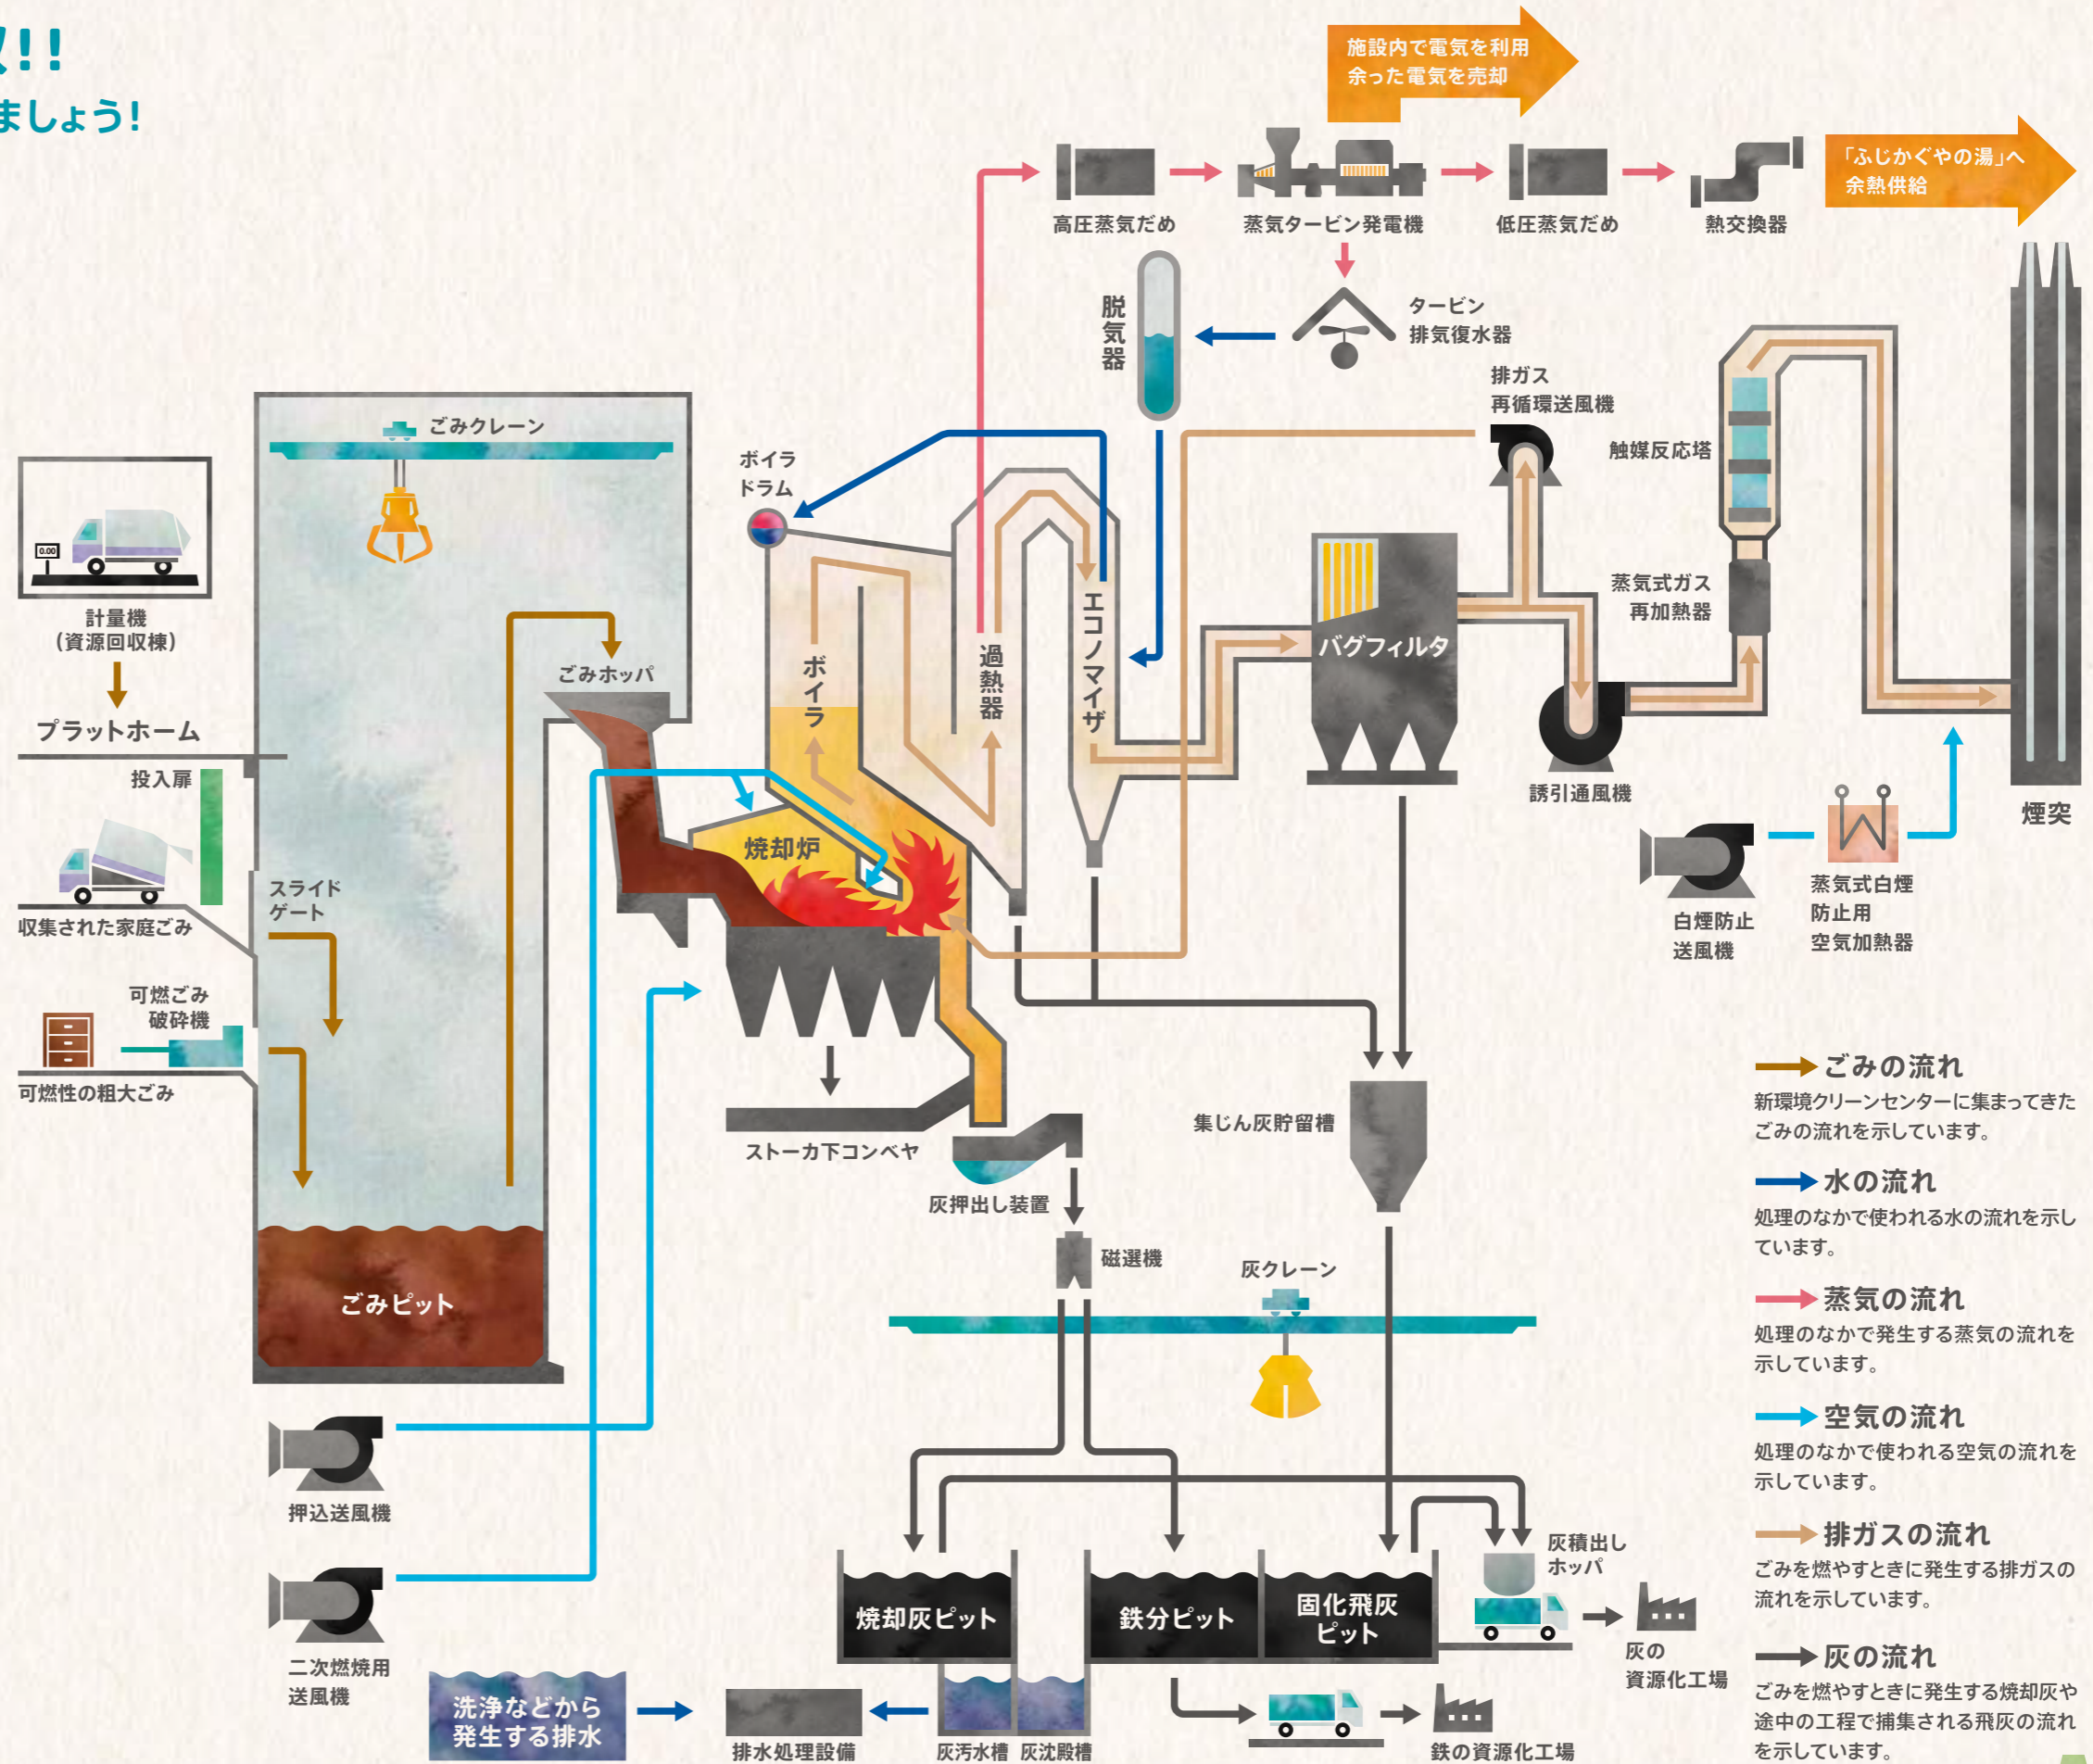 !!
ましょう!
施設内で電気を利用
余った電気を売却
「ふじかぐやの湯」へ
余熱供給
高圧蒸気だめ
蒸気タービン発電機
低圧蒸気だめ
熱交換器
脱気器
タービン
排気復水器
排ガス
再循環送風機
触媒反応塔
蒸気式ガス
再加熱器
ごみクレーン
ボイラ
ドラム
0.00
計量機
(資源回収棟)
プラットホーム
投入扉
収集された家庭ごみ
スライド
ゲート
可燃ごみ
破砕機
可燃性の粗大ごみ
ごみホッパ
ボイラ
過熱器
エコノマイザ
バグフィルタ
誘引通風機
焼却炉
白煙防止
送風機
蒸気式白煙
防止用
空気加熱器
煙突
ストーカ下コンベヤ
灰押出し装置
集じん灰貯留槽
磁選機
灰クレーン
ごみピット
押込送風機
二次燃焼用
送風機
焼却灰ピット
鉄分ピット
固化飛灰
ピット
灰積出し
ホッパ
灰の
資源化工場
洗浄などから
発生する排水
排水処理設備
灰汚水槽
灰沈殿槽
鉄の資源化工場
ごみの流れ
新環境クリーンセンターに集まってきた
ごみの流れを示しています。
水の流れ
処理のなかで使われる水の流れを示し
ています。
蒸気の流れ
処理のなかで発生する蒸気の流れを
示しています。
空気の流れ
処理のなかで使われる空気の流れを
示しています。
排ガスの流れ
ごみを燃やすときに発生する排ガスの
流れを示しています。
灰の流れ
ごみを燃やすときに発生する焼却灰や
途中の工程で捕集される飛灰の流れ
を示しています。